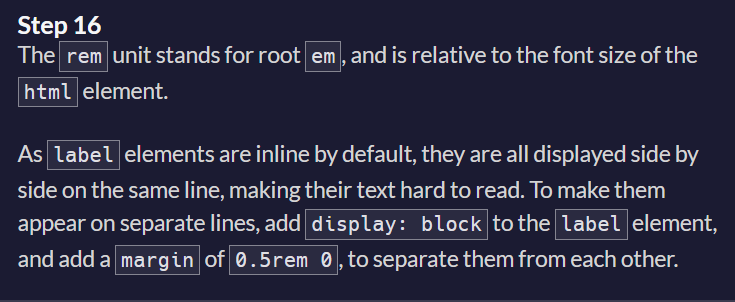 Step 16
The rem unit stands for root em, and is relative to the font size of the
html element.
As label elements are inline by default, they are all displayed side by
side on the same line, making their text hard to read. To make them
appear on separate lines, add display: block to the label element,
and add a margin of 0.5rem 0, to separate them from each other.